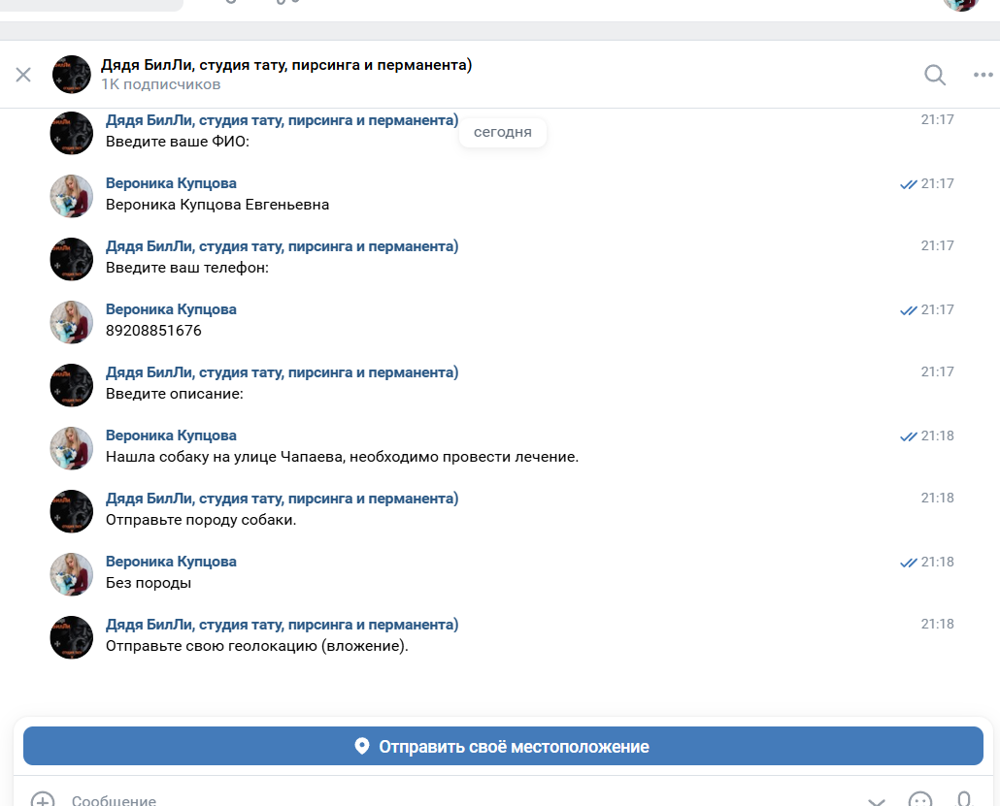 Дядя БилЛи, студия тату, пирсинга и перманента)
1K подписчиков
Дядя БилЛи, студия тату, пирсинга и перманента)
21:17
сегодня
Введите ваше ФИО:
Вероника Купцова
21:17
Вероника Купцова Евгеньевна
Дядя БилЛи, студия тату, пирсинга и перманента)
21:17
Введите ваш телефон:
Вероника Купцова
21:17
89208851676
Дядя БилЛи, студия тату, пирсинга и перманента)
21:17
Введите описание:
Вероника Купцова
21:18
Нашла собаку на улице Чапаева, необходимо провести лечение.
Дядя БилЛи, студия тату, пирсинга и перманента)
21:18
Отправьте породу собаки.
Вероника Купцова
21:18
Без породы
Дядя БилЛи, студия тату, пирсинга и перманента)
21:18
Отправьте свою геолокацию (вложение).
Отправить своё местоположение
Сообщение